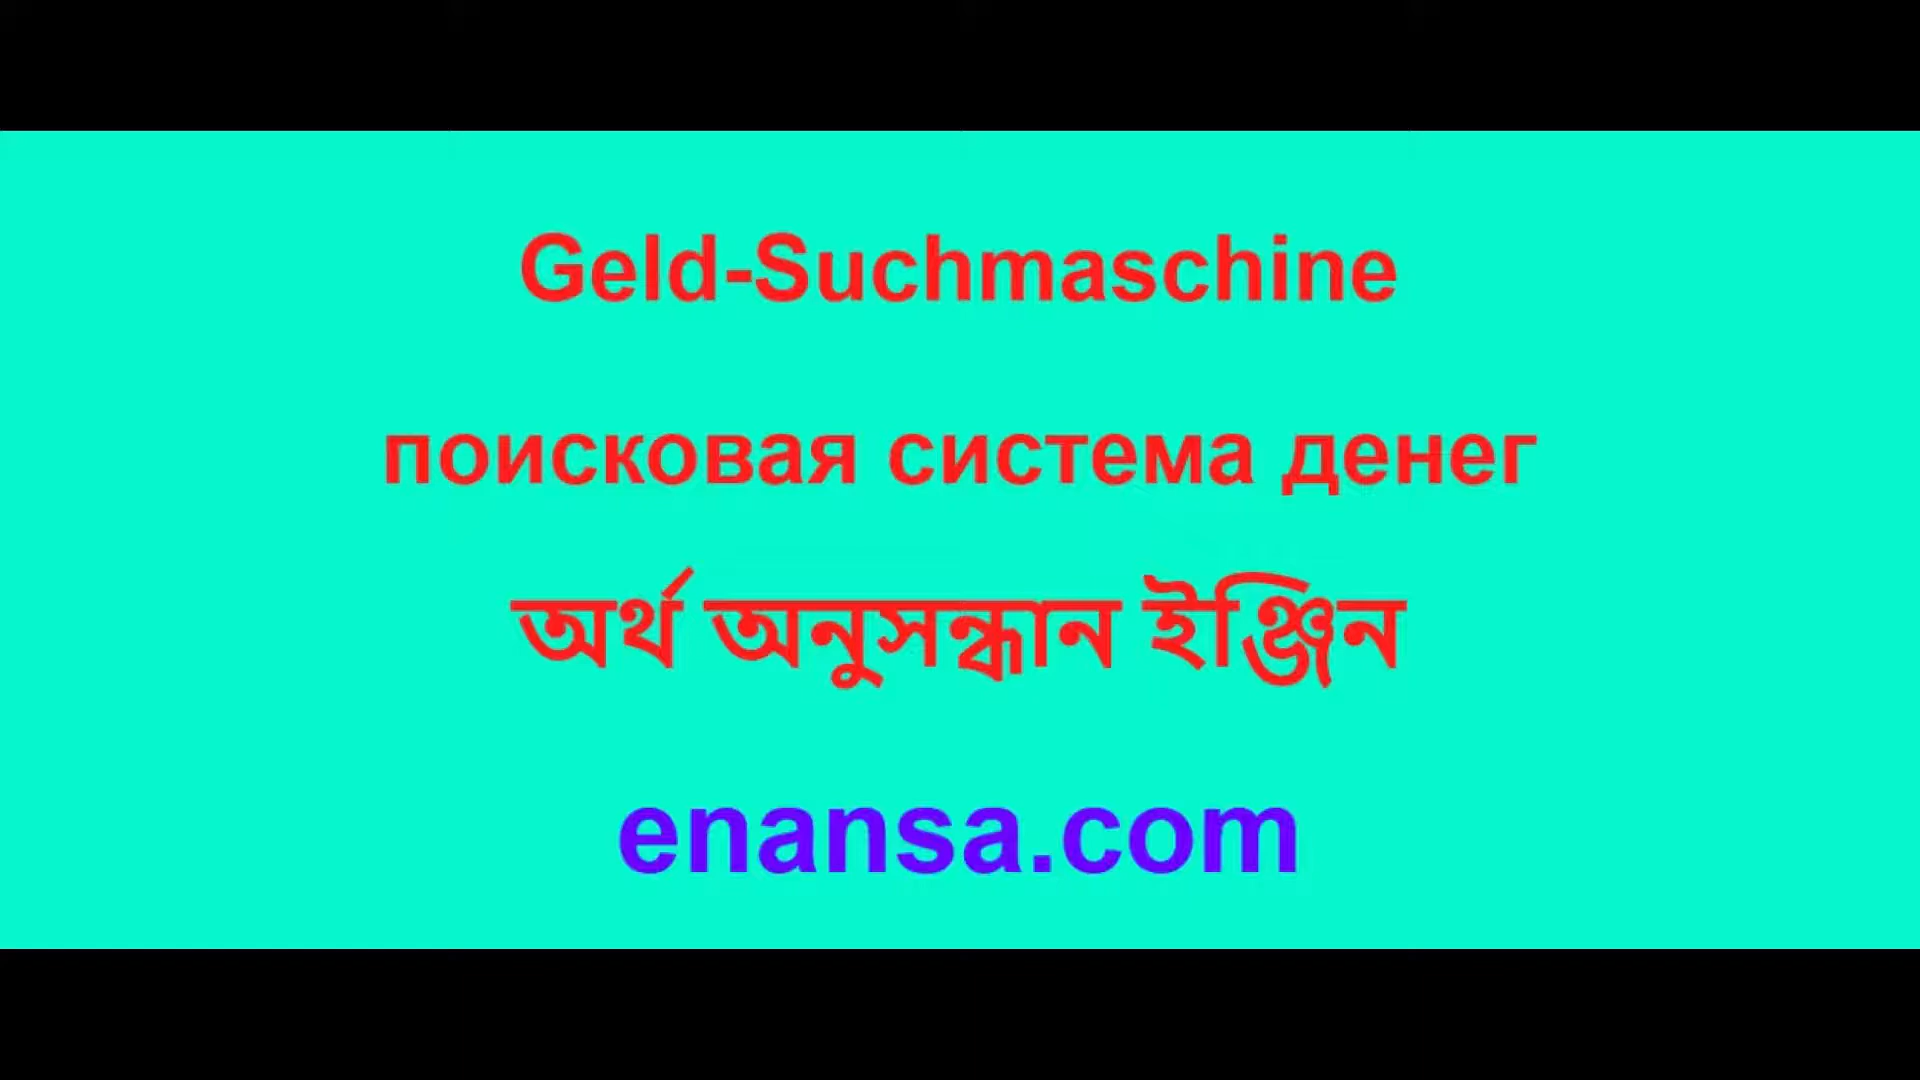 Geld-Suchmaschine
поисковая система денег
অর্থ অনুসন্ধান ইঞ্জিন
enansa.com